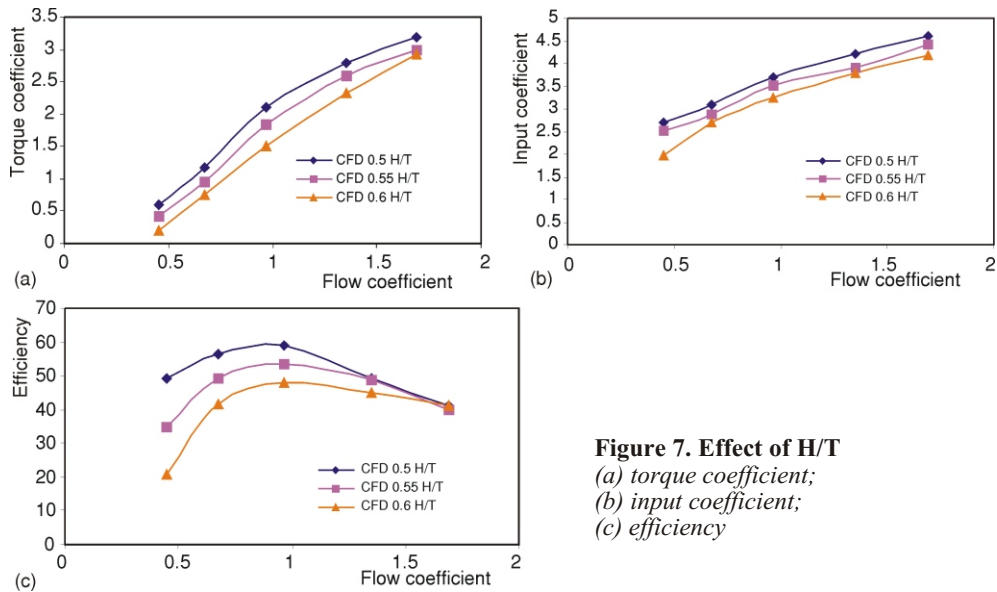 Torque coefficient
3.5
3
2.5
2
1.5
1
0.5
0
0 0.5 1 1.5 2
CFD 0.5 H/T
CFD 0.55 H/T
CFD 0.6 H/T
(a) Flow coefficient
Input coefficient
5
4.5
4
3.5
3
2.5
2
1.5
1
0.5
0
0 0.5 1 1.5 2
CFD 0.5 H/T
CFD 0.55 H/T
CFD 0.6 H/T
(b) Flow coefficient
Efficiency
70
60
50
40
30
20
10
0
0 0.5 1 1.5 2
CFD 0.5 H/T
CFD 0.55 H/T
CFD 0.6 H/T
(c) Flow coefficient
Figure 7. Effect of H/T
(a) torque coefficient;
(b) input coefficient;
(c) efficiency